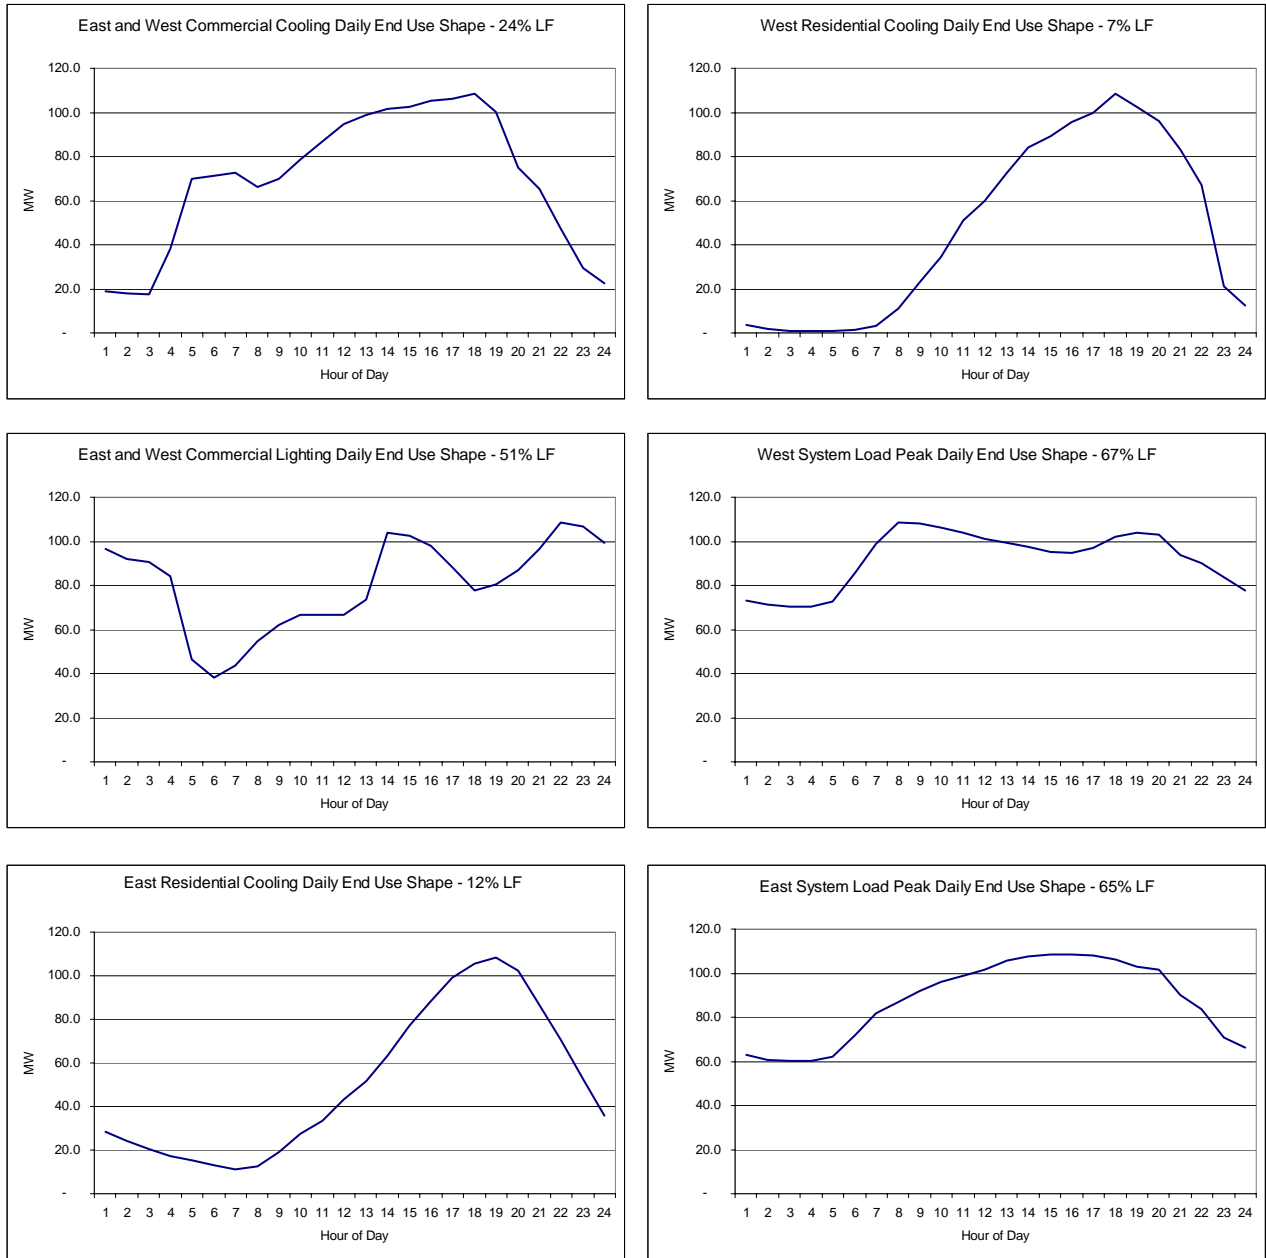 East and West Commercial Cooling Daily End Use Shape - 24% LF
120.0
100.0
80.0
60.0
40.0
20.0
-
MW
1 2 3 4 5 6 7 8 9 10 11 12 13 14 15 16 17 18 19 20 21 22 23 24
Hour of Day
West Residential Cooling Daily End Use Shape - 7% LF
120.0
100.0
80.0
60.0
40.0
20.0
-
MW
1 2 3 4 5 6 7 8 9 10 11 12 13 14 15 16 17 18 19 20 21 22 23 24
Hour of Day
East and West Commercial Lighting Daily End Use Shape - 51% LF
120.0
100.0
80.0
60.0
40.0
20.0
-
MW
1 2 3 4 5 6 7 8 9 10 11 12 13 14 15 16 17 18 19 20 21 22 23 24
Hour of Day
West System Load Peak Daily End Use Shape - 67% LF
120.0
100.0
80.0
60.0
40.0
20.0
-
MW
1 2 3 4 5 6 7 8 9 10 11 12 13 14 15 16 17 18 19 20 21 22 23 24
Hour of Day
East Residential Cooling Daily End Use Shape - 12% LF
120.0
100.0
80.0
60.0
40.0
20.0
-
MW
1 2 3 4 5 6 7 8 9 10 11 12 13 14 15 16 17 18 19 20 21 22 23 24
Hour of Day
East System Load Peak Daily End Use Shape - 65% LF
120.0
100.0
80.0
60.0
40.0
20.0
-
MW
1 2 3 4 5 6 7 8 9 10 11 12 13 14 15 16 17 18 19 20 21 22 23 24
Hour of Day